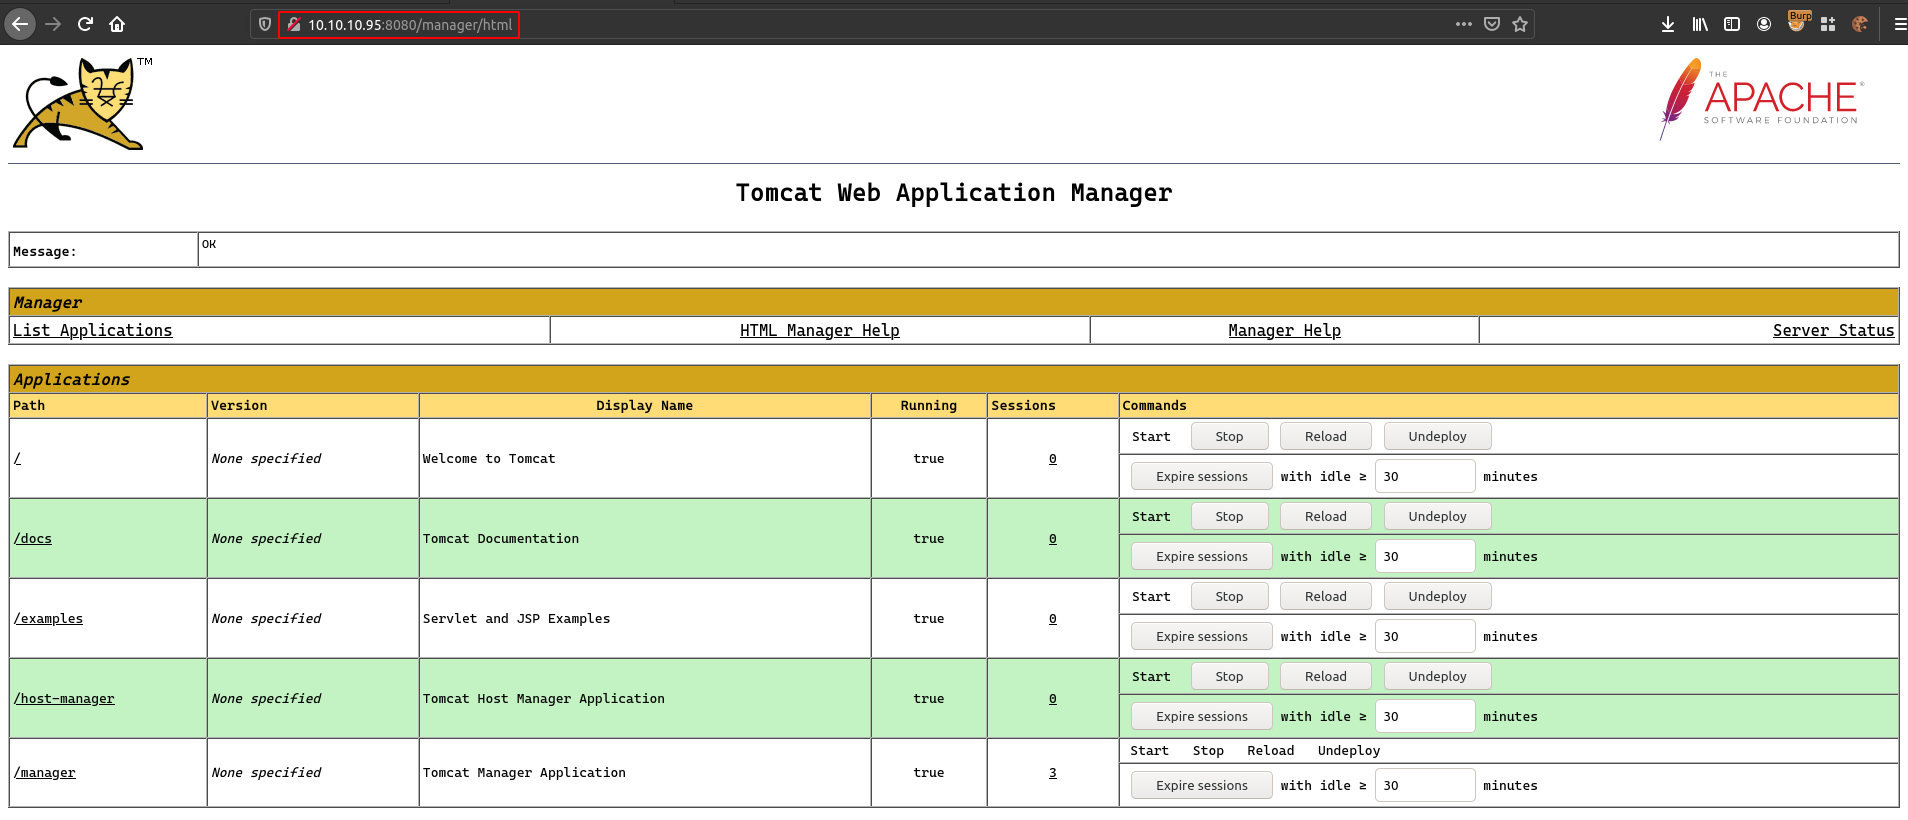 Burp
10.10.10.95:8080/manager/html
TM
THE
APACHE®
SOFTWARE FOUNDATION
Tomcat Web Application Manager
Message: OK
Manager
List Applications HTML Manager Help Manager Help Server Status
Applications
Path Version Display Name Running Sessions Commands
/ None specified Welcome to Tomcat true 0 Start Stop Reload Undeploy
Expire sessions with idle ≥ 30 minutes
/docs None specified Tomcat Documentation true 0 Start Stop Reload Undeploy
Expire sessions with idle ≥ 30 minutes
/examples None specified Servlet and JSP Examples true 0 Start Stop Reload Undeploy
Expire sessions with idle ≥ 30 minutes
/host-manager None specified Tomcat Host Manager Application true 0 Start Stop Reload Undeploy
Expire sessions with idle ≥ 30 minutes
/manager None specified Tomcat Manager Application true 3 Start Stop Reload Undeploy
Expire sessions with idle ≥ 30 minutes